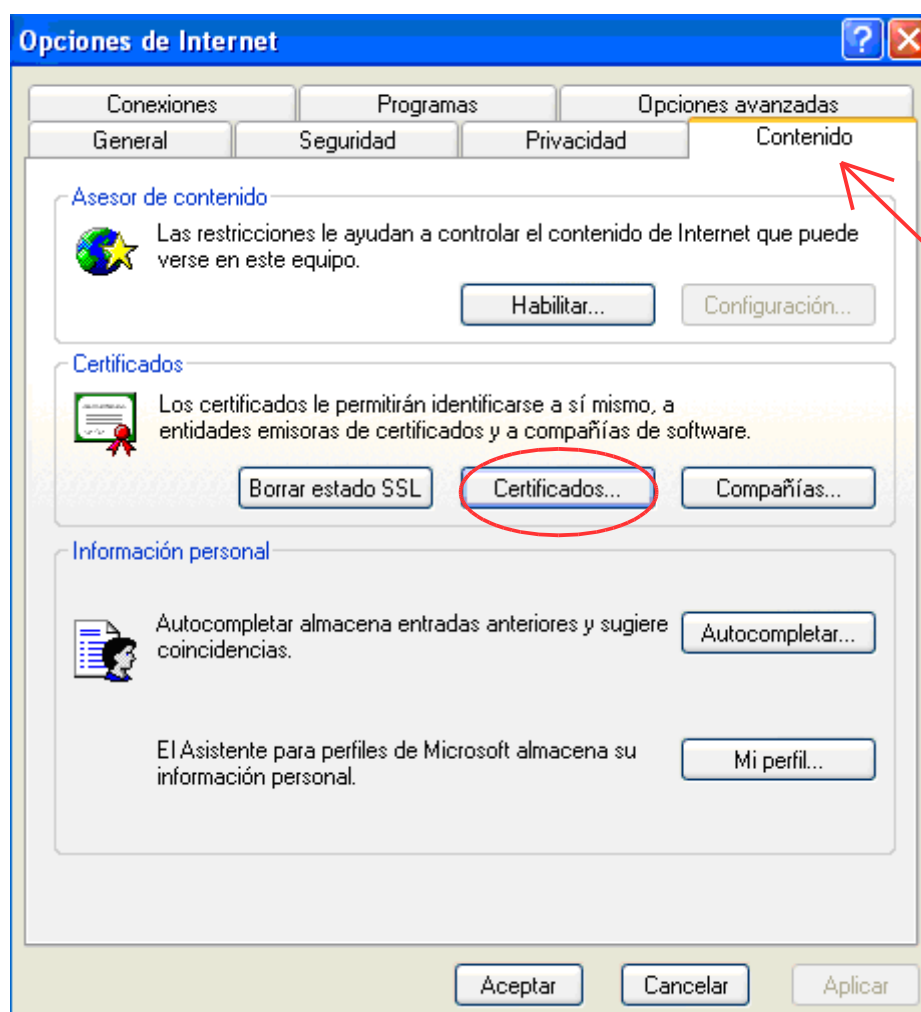 Opciones de Internet
Conexiones Programas Opciones avanzadas
General Seguridad Privacidad Contenido
Asesor de contenido
Las restricciones le ayudan a controlar el contenido de Internet que puede
verse en este equipo.
Habilitar... Configuración...
Certificados
Los certificados le permitirán identificarse a sí mismo, a
entidades emisoras de certificados y a compañías de software.
Borrar estado SSL Certificados... Compañías...
Información personal
Autocompletar almacena entradas anteriores y sugiere
coincidencias.
Autocompletar...
El Asistente para perfiles de Microsoft almacena su
información personal.
Mi perfil...
Aceptar Cancelar Aplicar